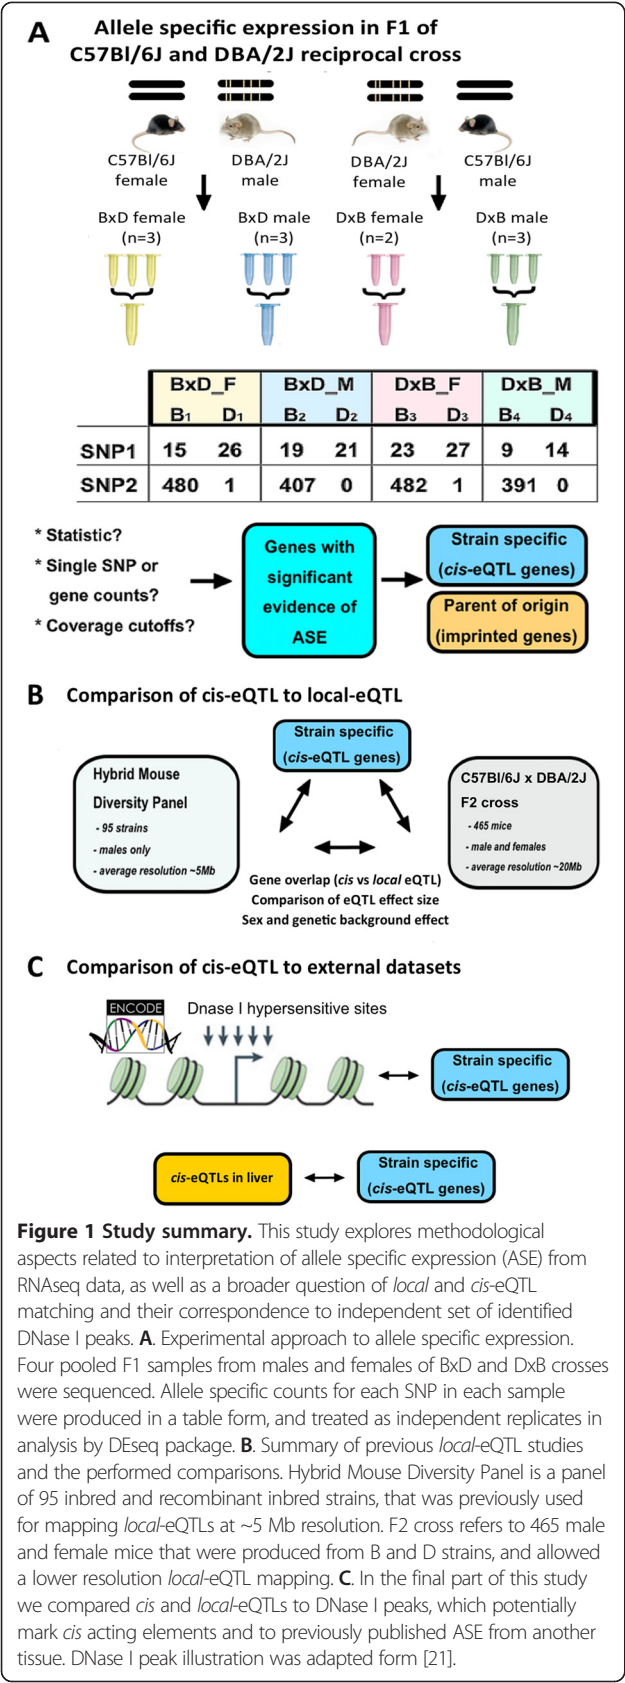 A Allele specific expression in F1 of
C57Bl/6J and DBA/2J reciprocal cross
C57Bl/6J
female
DBA/2J
male
DBA/2J
female
C57Bl/6J
male
BxD female
(n=3)
BxD male
(n=3)
DxB female
(n=2)
DxB male
(n=3)
BxD_F BxD_M DxB_F DxB_M
B1 D1 B2 D2 B3 D3 B4 D4
SNP1 15 26 19 21 23 27 9 14
SNP2 480 1 407 0 482 1 391 0
* Statistic?
* Single SNP or
gene counts?
* Coverage cutoffs?
Genes with
significant
evidence of
ASE
Strain specific
(cis-eQTL genes)
Parent of origin
(imprinted genes)
B Comparison of cis-eQTL to local-eQTL
Strain specific
(cis-eQTL genes)
Hybrid Mouse
Diversity Panel
- 95 strains
- males only
- average resolution ~5Mb
C57Bl/6J x DBA/2J
F2 cross
- 465 mice
- male and females
- average resolution ~20Mb
Gene overlap (cis vs local eQTL)
Comparison of eQTL effect size
Sex and genetic background effect
C Comparison of cis-eQTL to external datasets
ENCODE
Dnase I hypersensitive sites
Strain specific
(cis-eQTL genes)
cis-eQTLs in liver
Strain specific
(cis-eQTL genes)
Figure 1 Study summary. This study explores methodological
aspects related to interpretation of allele specific expression (ASE) from
RNAseq data, as well as a broader question of local and cis-eQTL
matching and their correspondence to independent set of identified
DNase I peaks. A. Experimental approach to allele specific expression.
Four pooled F1 samples from males and females of BxD and DxB crosses
were sequenced. Allele specific counts for each SNP in each sample
were produced in a table form, and treated as independent replicates in
analysis by DEseq package. B. Summary of previous local-eQTL studies
and the performed comparisons. Hybrid Mouse Diversity Panel is a panel
of 95 inbred and recombinant inbred strains, that was previously used
for mapping local-eQTLs at ~5 Mb resolution. F2 cross refers to 465 male
and female mice that were produced from B and D strains, and allowed
a lower resolution local-eQTL mapping. C. In the final part of this study
we compared cis and local-eQTLs to DNase I peaks, which potentially
mark cis acting elements and to previously published ASE from another
tissue. DNase I peak illustration was adapted form [21].